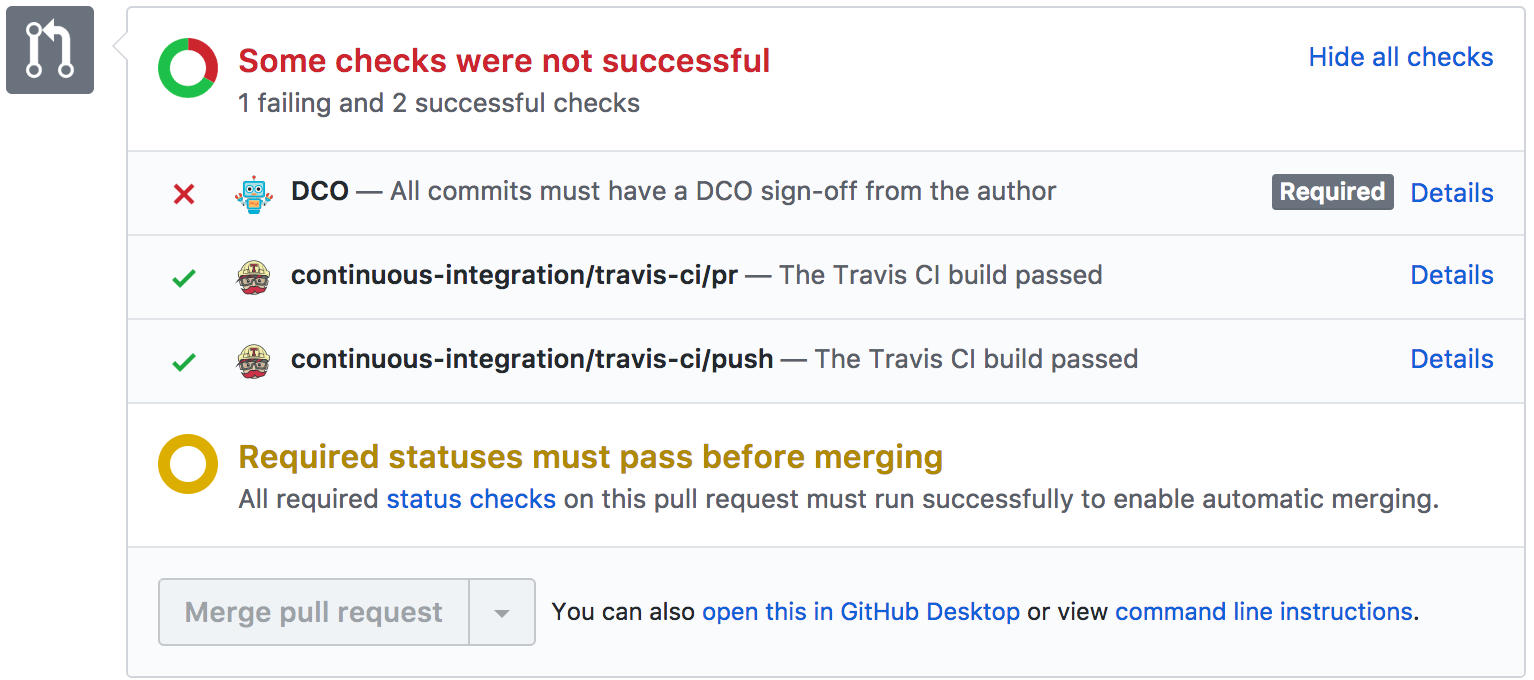 Some checks were not successful
Hide all checks
1 failing and 2 successful checks
DCO — All commits must have a DCO sign-off from the author Required Details
continuous-integration/travis-ci/pr — The Travis CI build passed Details
continuous-integration/travis-ci/push — The Travis CI build passed Details
Required statuses must pass before merging
All required status checks on this pull request must run successfully to enable automatic merging.
Merge pull request You can also open this in GitHub Desktop or view command line instructions.